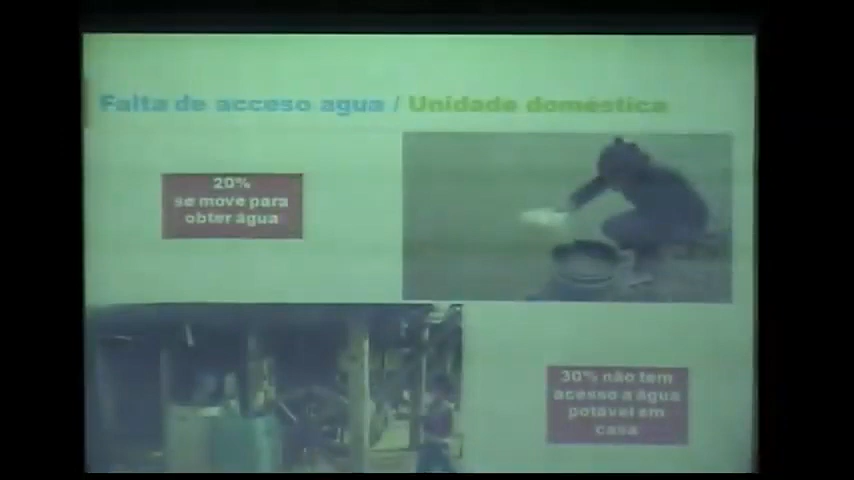 Falta de acceso agua / Unidade doméstica
20%
se move para
obter água
30% não tem
acesso a água
potável em
casa